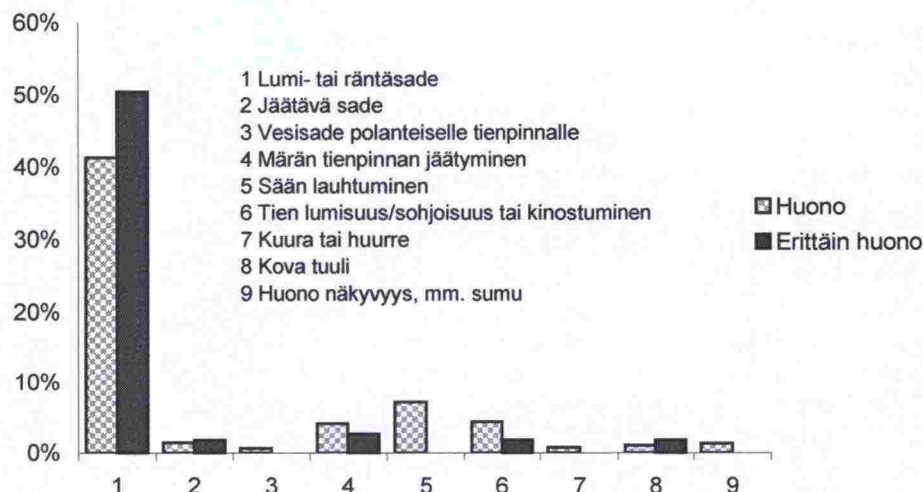 60%
50%
40%
30%
20%
10%
0%
1 Lumi- tai räntäsade
2 Jäätävä sade
3 Vesisade polanteiselle tienpinnalle
4 Märän tienpinnan jäätyminen
5 Sään lauhtuminen
6 Tien lumisuus/sohjoisuus tai kinostuminen
7 Kuura tai huurre
8 Kova tuuli
9 Huono näkyvyys, mm. sumu
Huono
Erittäin huono
1 2 3 4 5 6 7 8 9